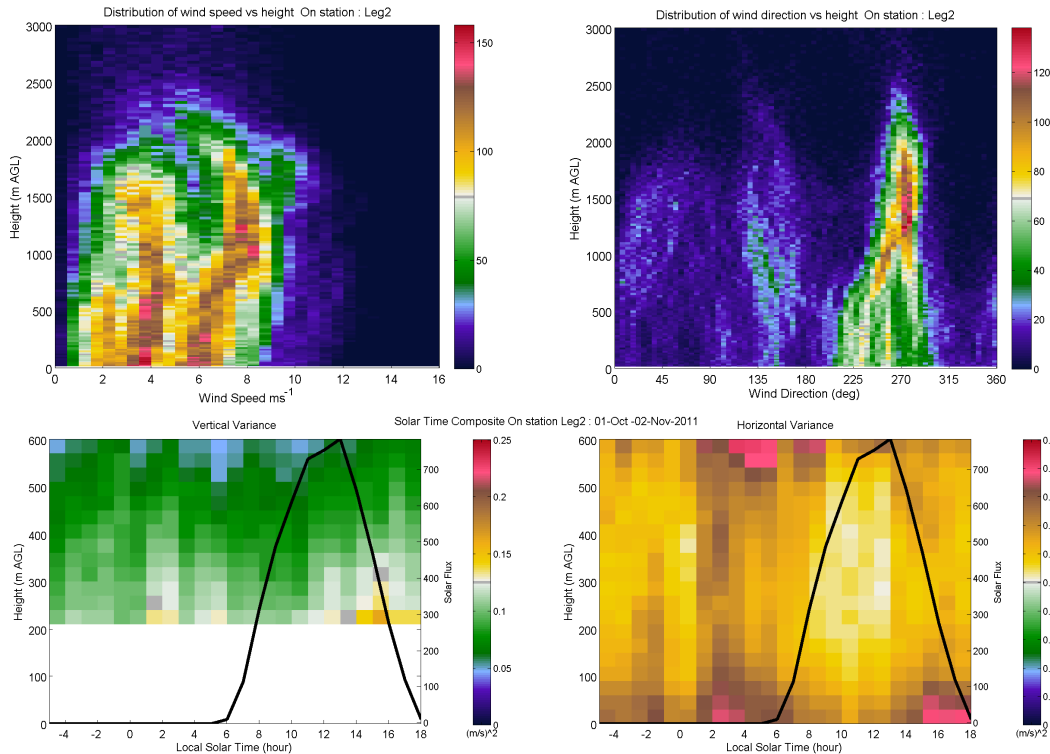 Distribution of wind speed vs height On station : Leg2
3000
2500
2000
1500
1000
500
0
Height (m AGL)
0 2 4 6 8 10 12 14 16
Wind Speed ms-1
150
100
50
0
Distribution of wind direction vs height On station : Leg2
3000
2500
2000
1500
1000
500
0
Height (m AGL)
0 45 90 135 180 225 270 315 360
Wind Direction (deg)
120
100
80
60
40
20
0
Solar Time Composite On station Leg2 : 01-Oct -02-Nov-2011
Vertical Variance
600
500
400
300
200
100
0
Height (m AGL)
-4 -2 0 2 4 6 8 10 12 14 16 18
Local Solar Time (hour)
700
600
500
400
300
200
100
0
Solar Flux
0.25
0.2
0.15
0.1
0.05
0.0
(m/s)^2
Horizontal Variance
600
500
400
300
200
100
0
Height (m AGL)
-4 -2 0 2 4 6 8 10 12 14 16 18
Local Solar Time (hour)
700
600
500
400
300
200
100
0
Solar Flux
(m/s)^2